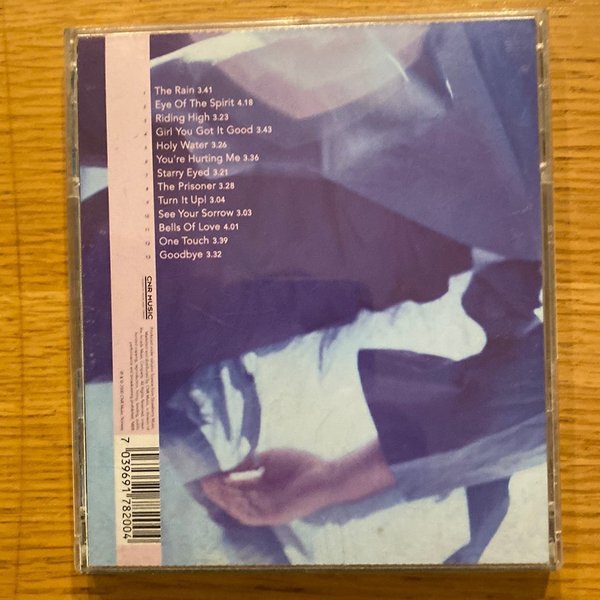 The Rain 3.41
Eye Of The Spirit 4.18
Riding High 3.23
Girl You Got It Good 3.43
Holy Water 3.26
You're Hurting Me 3.36
Starry Eyed 3.21
The Prisoner 3.28
Turn It Up! 3.04
See Your Sorrow 3.03
Bells Of Love 4.01
One Touch 3.39
Goodbye 3.32
CNR MUSIC
7 039691 782004